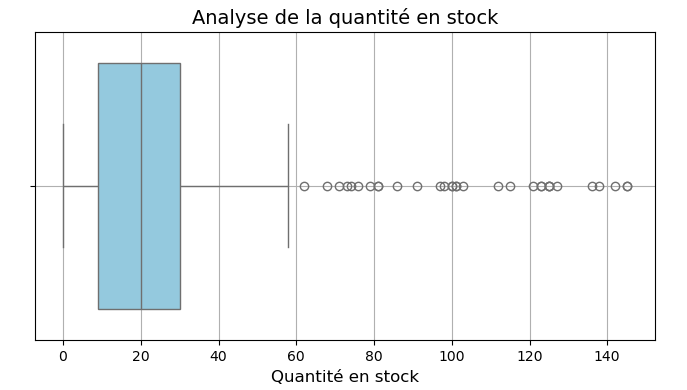 Analyse de la quantité en stock
0 20 40 60 80 100 120 140
Quantité en stock